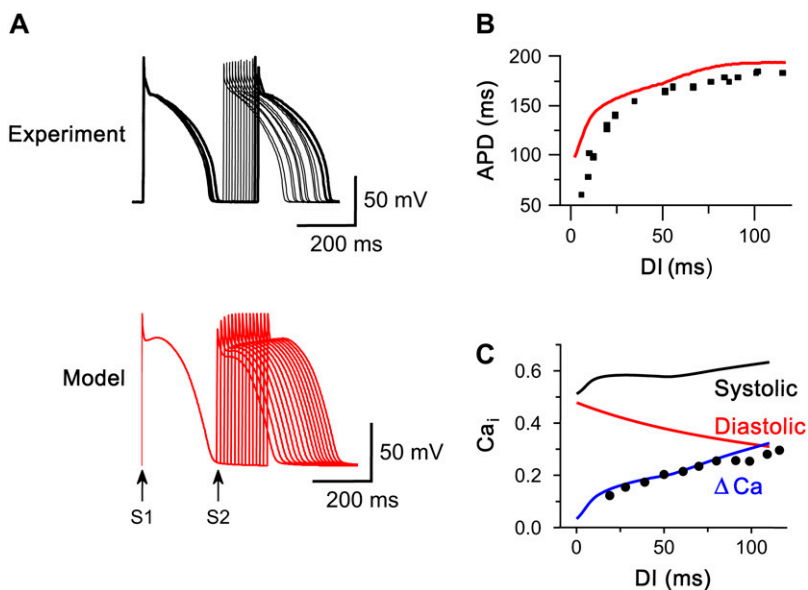 A
Experiment
50 mV
200 ms
Model
50 mV
200 ms
S1
S2
B
200
150
100
50
APD (ms)
0
50
100
DI (ms)
C
0.6
0.4
0.2
0.0
Cai
Systolic
Diastolic
Δ Ca
0
50
100
DI (ms)